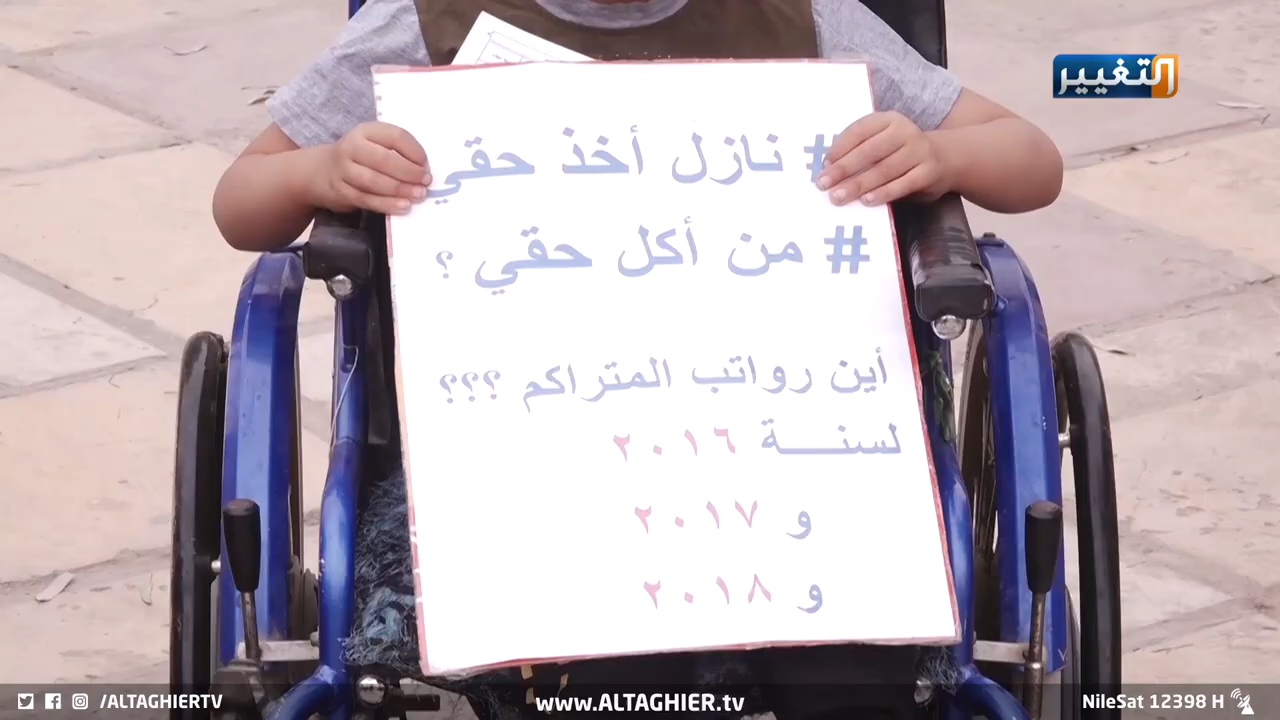 التغيير
# نازل أخذ حقي
# من أكل حقي ؟
أين رواتب المتراكم ؟؟؟
لسنـــة ٢٠١٦
و ٢٠١٧
و ٢٠١٨
/ALTAGHIERTV
www.ALTAGHIER.tv
NileSat 12398 H